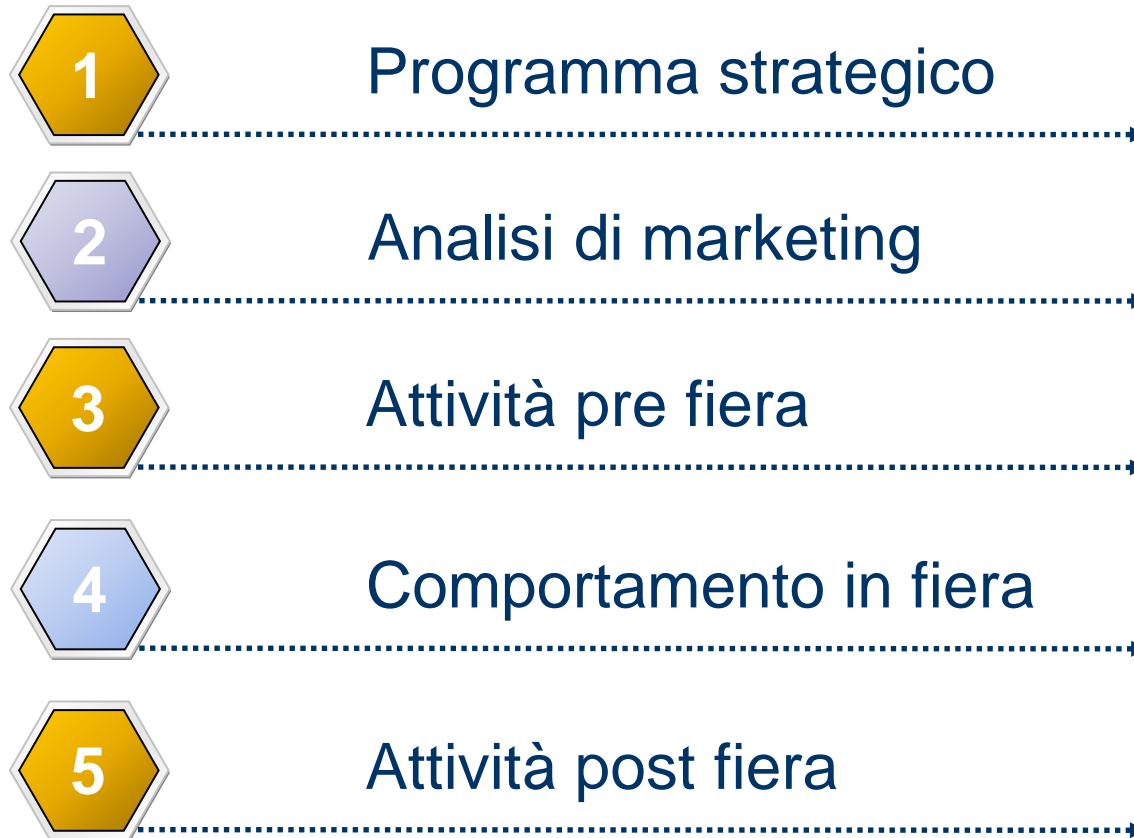 1 Programma strategico
2 Analisi di marketing
3 Attività pre fiera
4 Comportamento in fiera
5 Attività post fiera